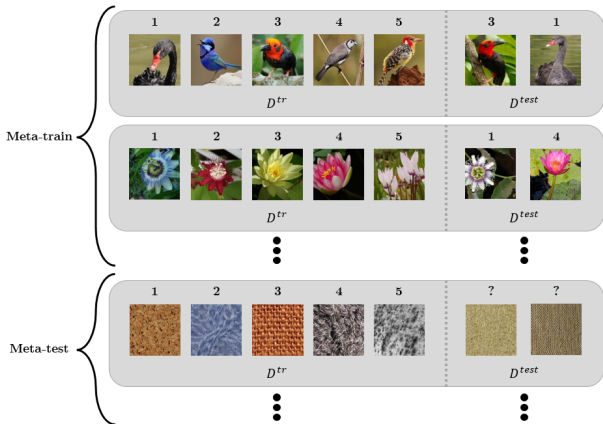 1 2 3 4 5 3 1
D^tr D^test
Meta-train
1 2 3 4 5 1 4
D^tr D^test
1 2 3 4 5 ? ?
Meta-test
D^tr D^test